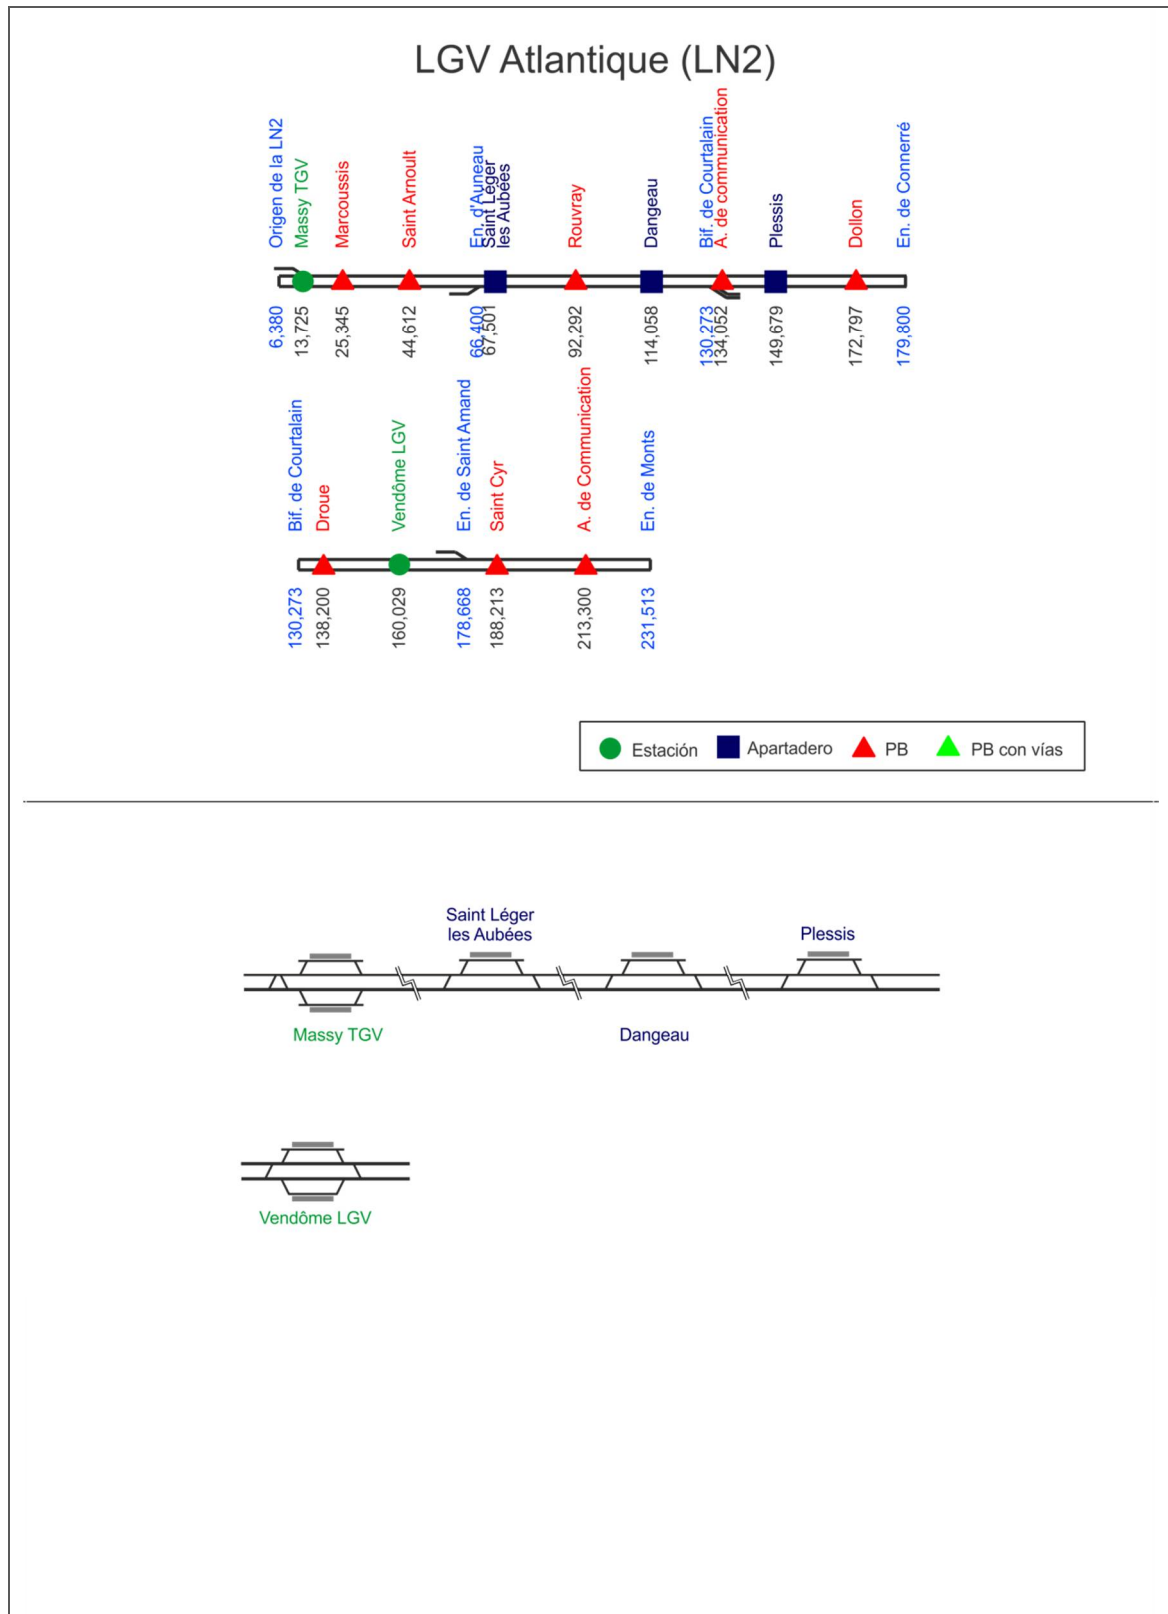 LGV Atlantique (LN2)
Origen de la LN2
Massy TGV
Marcoussis
Saint Arnoult
En. d'Auneau
Saint Léger
les Aubées
Rouvray
Dangeau
Bif. de Courtalain
A. de communication
Plessis
Dollon
En. de Connerré
6,380
13,725
25,345
44,612
66,400
67,501
92,292
114,058
130,273
134,052
149,679
172,797
179,800
Bif. de Courtalain
Droue
Vendôme LGV
En. de Saint Amand
Saint Cyr
A. de Communication
En. de Monts
130,273
138,200
160,029
178,668
188,213
213,300
231,513
Estación
Apartadero
PB
PB con vías
Saint Léger
les Aubées
Plessis
Massy TGV
Dangeau
Vendôme LGV